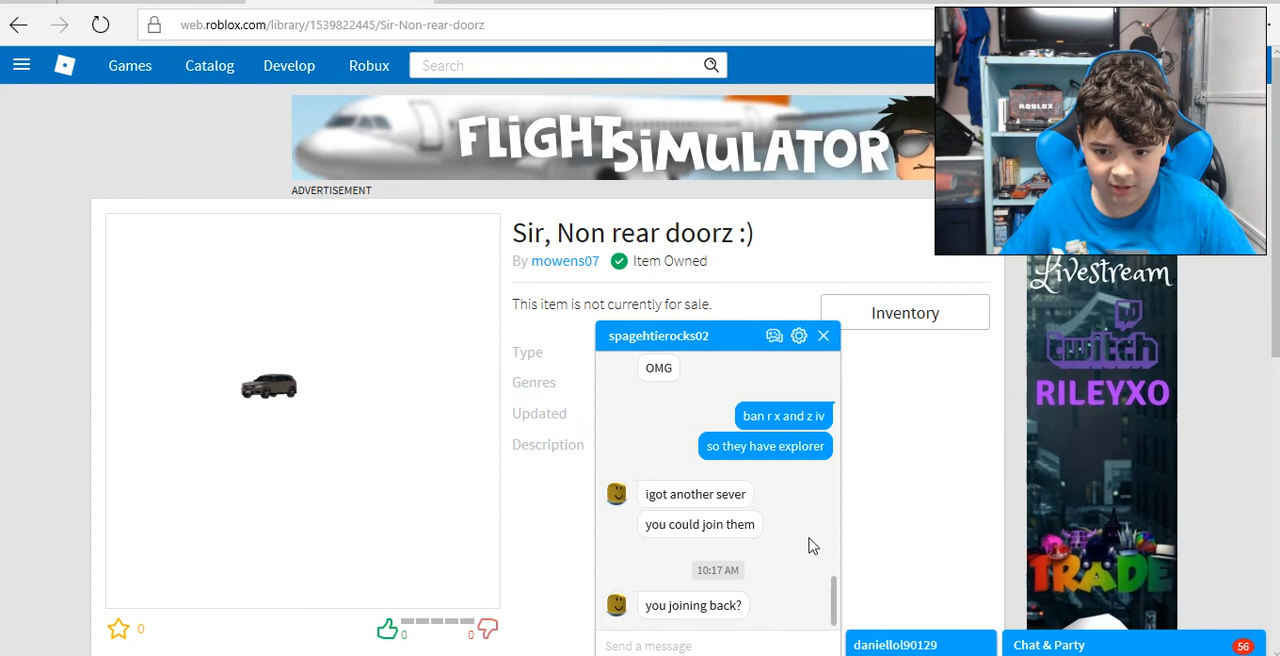 web.roblox.com/library/1539822445/Sir-Non-rear-doorz
Games
Catalog
Develop
Robux
Search
ROBLOX
FLIGHT SIMULATOR
ADVERTISEMENT
Sir, Non rear doorz :)
By mowens07
Item Owned
This item is not currently for sale.
Inventory
Type
Genres
Updated
Description
spagehtierocks02
OMG
ban r x and z iv
so they have explorer
igot another sever
you could join them
10:17 AM
you joining back?
Send a message
0
0
0
Livestream
twitch
RILEYXO
TRADE
daniellol90129
Chat & Party
56